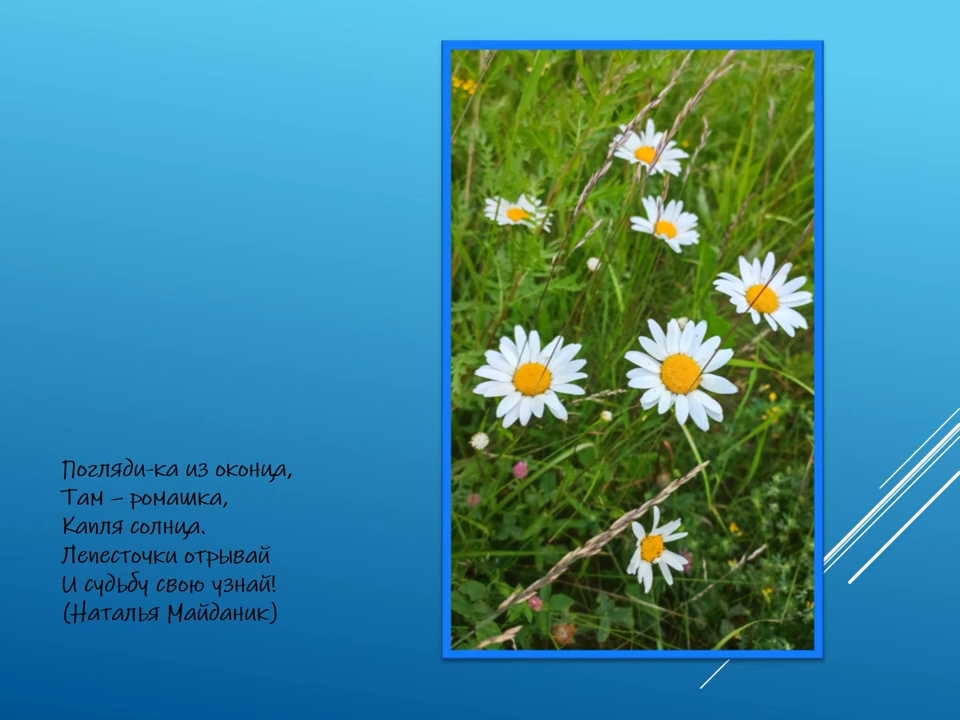 Погляди-ка из оконца,
Там – ромашка,
Капля солнца.
Лепесточки отрывай
И судьбу свою узнай!
(Наталья Майданик)